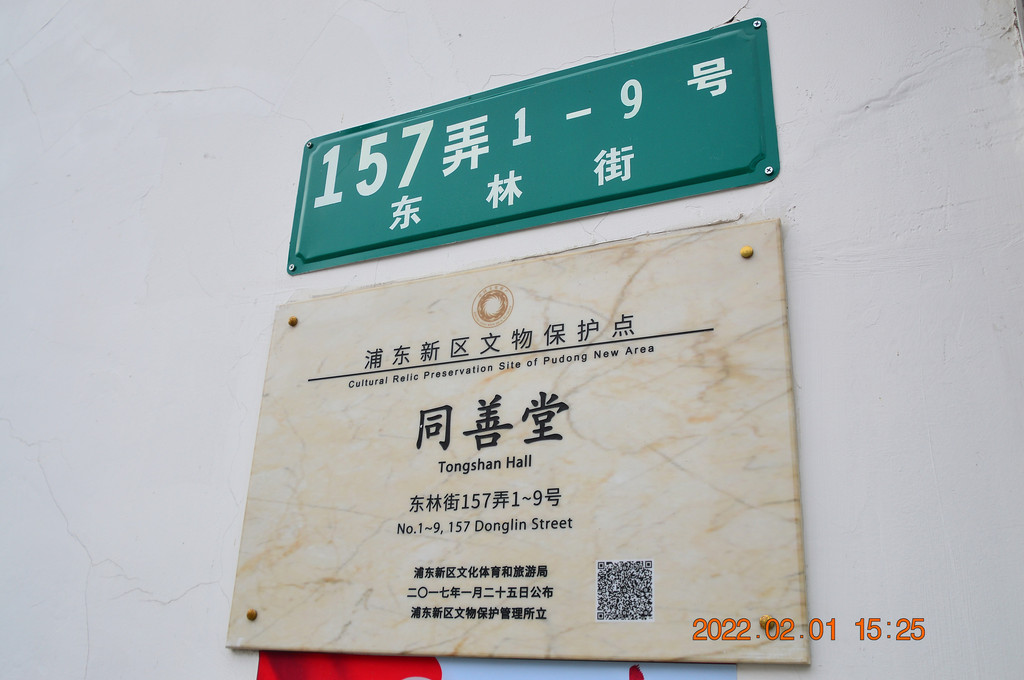 157弄1-9号
东林街
浦东新区文物保护点
Cultural Relic Preservation Site of Pudong New Area
同善堂
Tongshan Hall
东林街157弄1~9号
No.1~9, 157 Donglin Street
浦东新区文化体育和旅游局
二〇一七年一月二十五日公布
浦东新区文物保护管理所立
2022.02.01 15:25